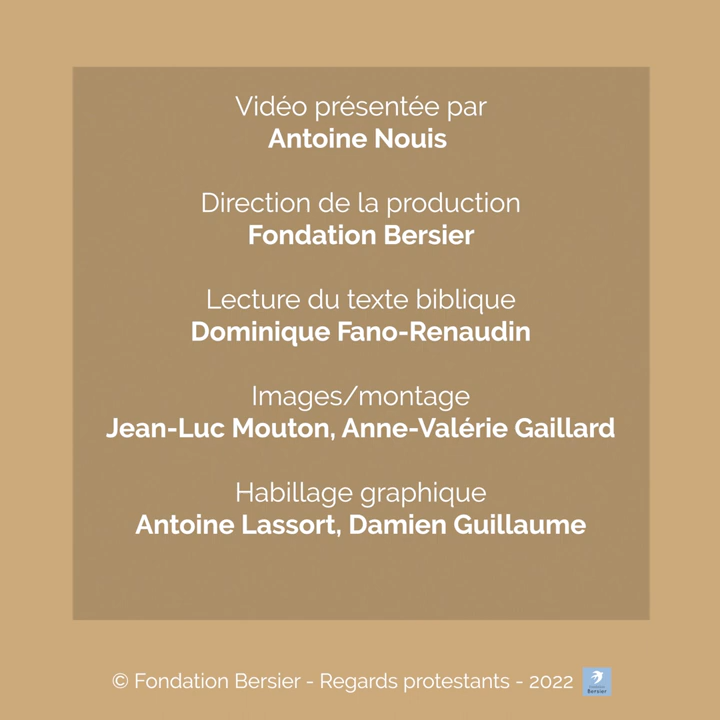 Vidéo présentée par
Antoine Nouis
Direction de la production
Fondation Bersier
Lecture du texte biblique
Dominique Fano-Renaudin
Images/montage
Jean-Luc Mouton, Anne-Valérie Gaillard
Habillage graphique
Antoine Lassort, Damien Guillaume
© Fondation Bersier - Regards protestants - 2022
Bersier